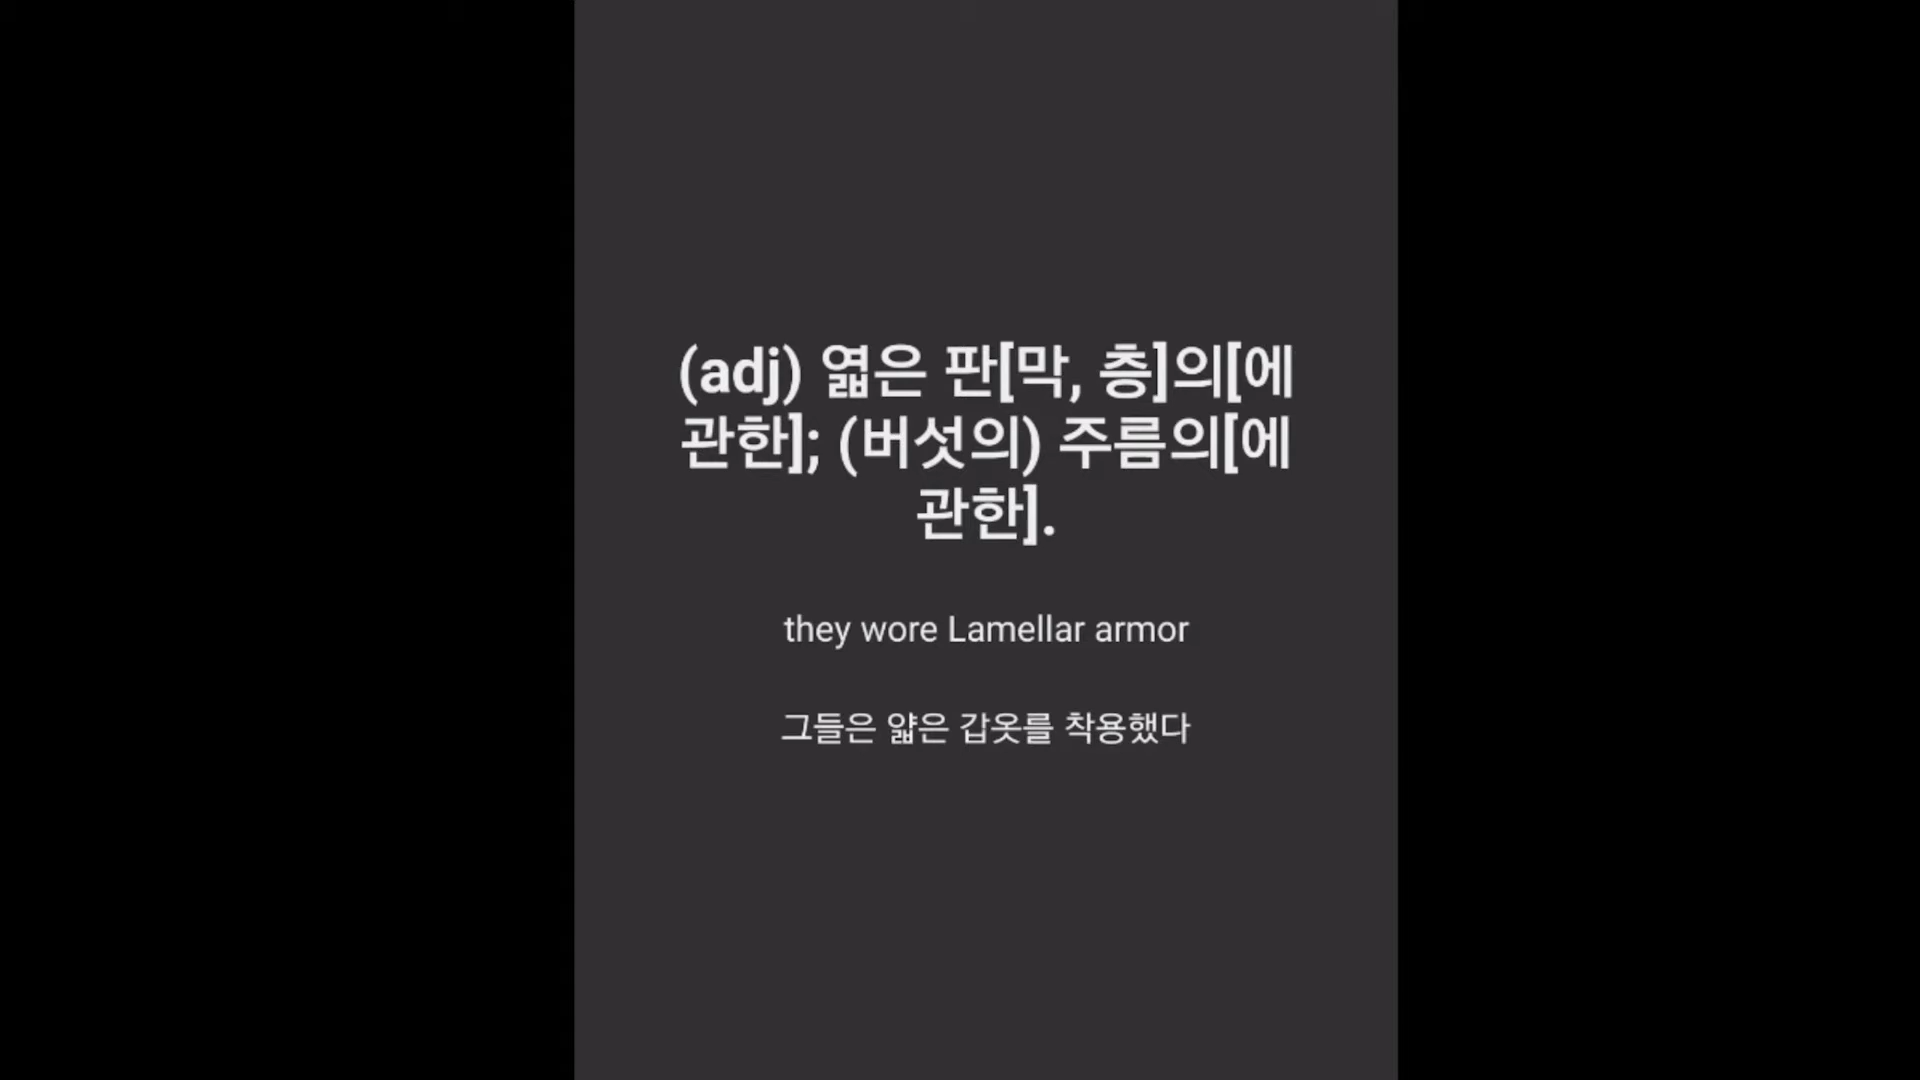 (adj) 엷은 판[막, 층]의[에
관한]; (버섯의) 주름의[에
관한].
they wore Lamellar armor
그들은 얇은 갑옷를 착용했다